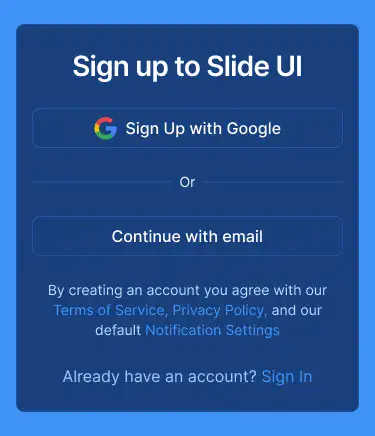 Sign up to Slide UI
Sign Up with Google
Or
Continue with email
By creating an account you agree with our
Terms of Service, Privacy Policy, and our
default Notification Settings
Already have an account? Sign In